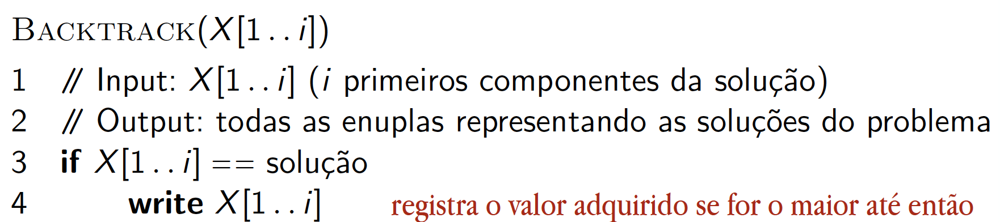 BACKTRACK(X[1 . . i])
1 // Input: X[1 . . i] (i primeiros componentes da solução)
2 // Output: todas as enuplas representando as soluções do problema
3 if X[1 . . i] == solução
4 write X[1 . . i] registra o valor adquirido se for o maior até então